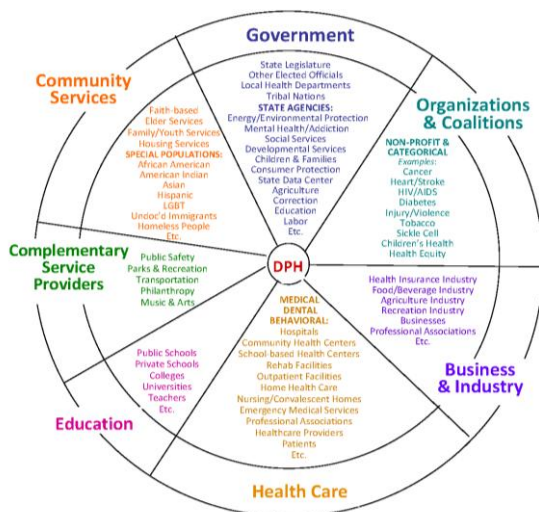 Government
State Legislature
Other Elected Officials
Local Health Departments
Tribal Nations
STATE AGENCIES:
Energy/Environmental Protection
Mental Health/Addiction
Social Services
Developmental Services
Children & Families
Consumer Protection
State Data Center
Agriculture
Correction
Education
Labor
Etc.
Organizations
& Coalitions
NON-PROFIT &
CATEGORICAL
Examples:
Cancer
Heart/Stroke
HIV/AIDS
Diabetes
Injury/Violence
Tobacco
Sickle Cell
Children's Health
Health Equity
Health Insurance Industry
Food/Beverage Industry
Agriculture Industry
Recreation Industry
Businesses
Professional Associations
Etc.
Business
& Industry
MEDICAL
DENTAL
BEHAVIORAL:
Hospitals
Community Health Centers
School based Health Centers
Rehab Facilities
Outpatient Facilities
Home Health Care
Nursing/Convalescent Homes
Emergency Medical Services
Professional Associations
Healthcare Providers
Patients
Etc.
Health Care
Public Schools
Private Schools
Colleges
Universities
Teachers
Etc.
Education
Complementary
Service
Providers
Public Safety
Parks & Recreation
Transportation
Philanthropy
Music & Arts
Community
Services
Faith-based
Elder Services
Family/Youth Services
Housing Services
SPECIAL POPULATIONS:
African American
American Indian
Asian
Hispanic
LGBT
Undoc'd Immigrants
Homeless People
Etc.
DPH